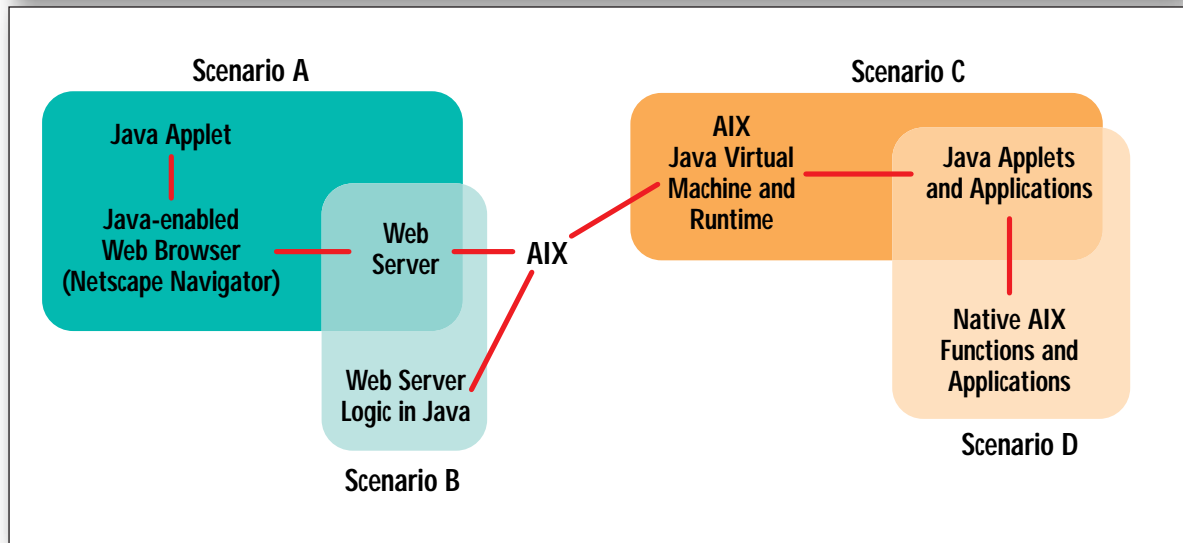 Scenario A
Java Applet
Java-enabled
Web Browser
(Netscape Navigator)
Web
Server
Web Server
Logic in Java
Scenario B
AIX
Scenario C
AIX
Java Virtual
Machine and
Runtime
Java Applets
and Applications
Native AIX
Functions and
Applications
Scenario D